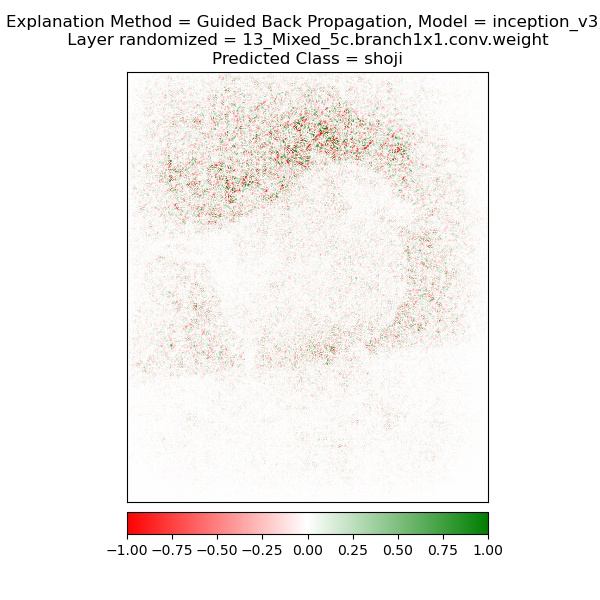 Explanation Method = Guided Back Propagation, Model = inception_v3
Layer randomized = 13_Mixed_5c.branch1x1.conv.weight
Predicted Class = shoji
−1.00 −0.75 −0.50 −0.25 0.00 0.25 0.50 0.75 1.00